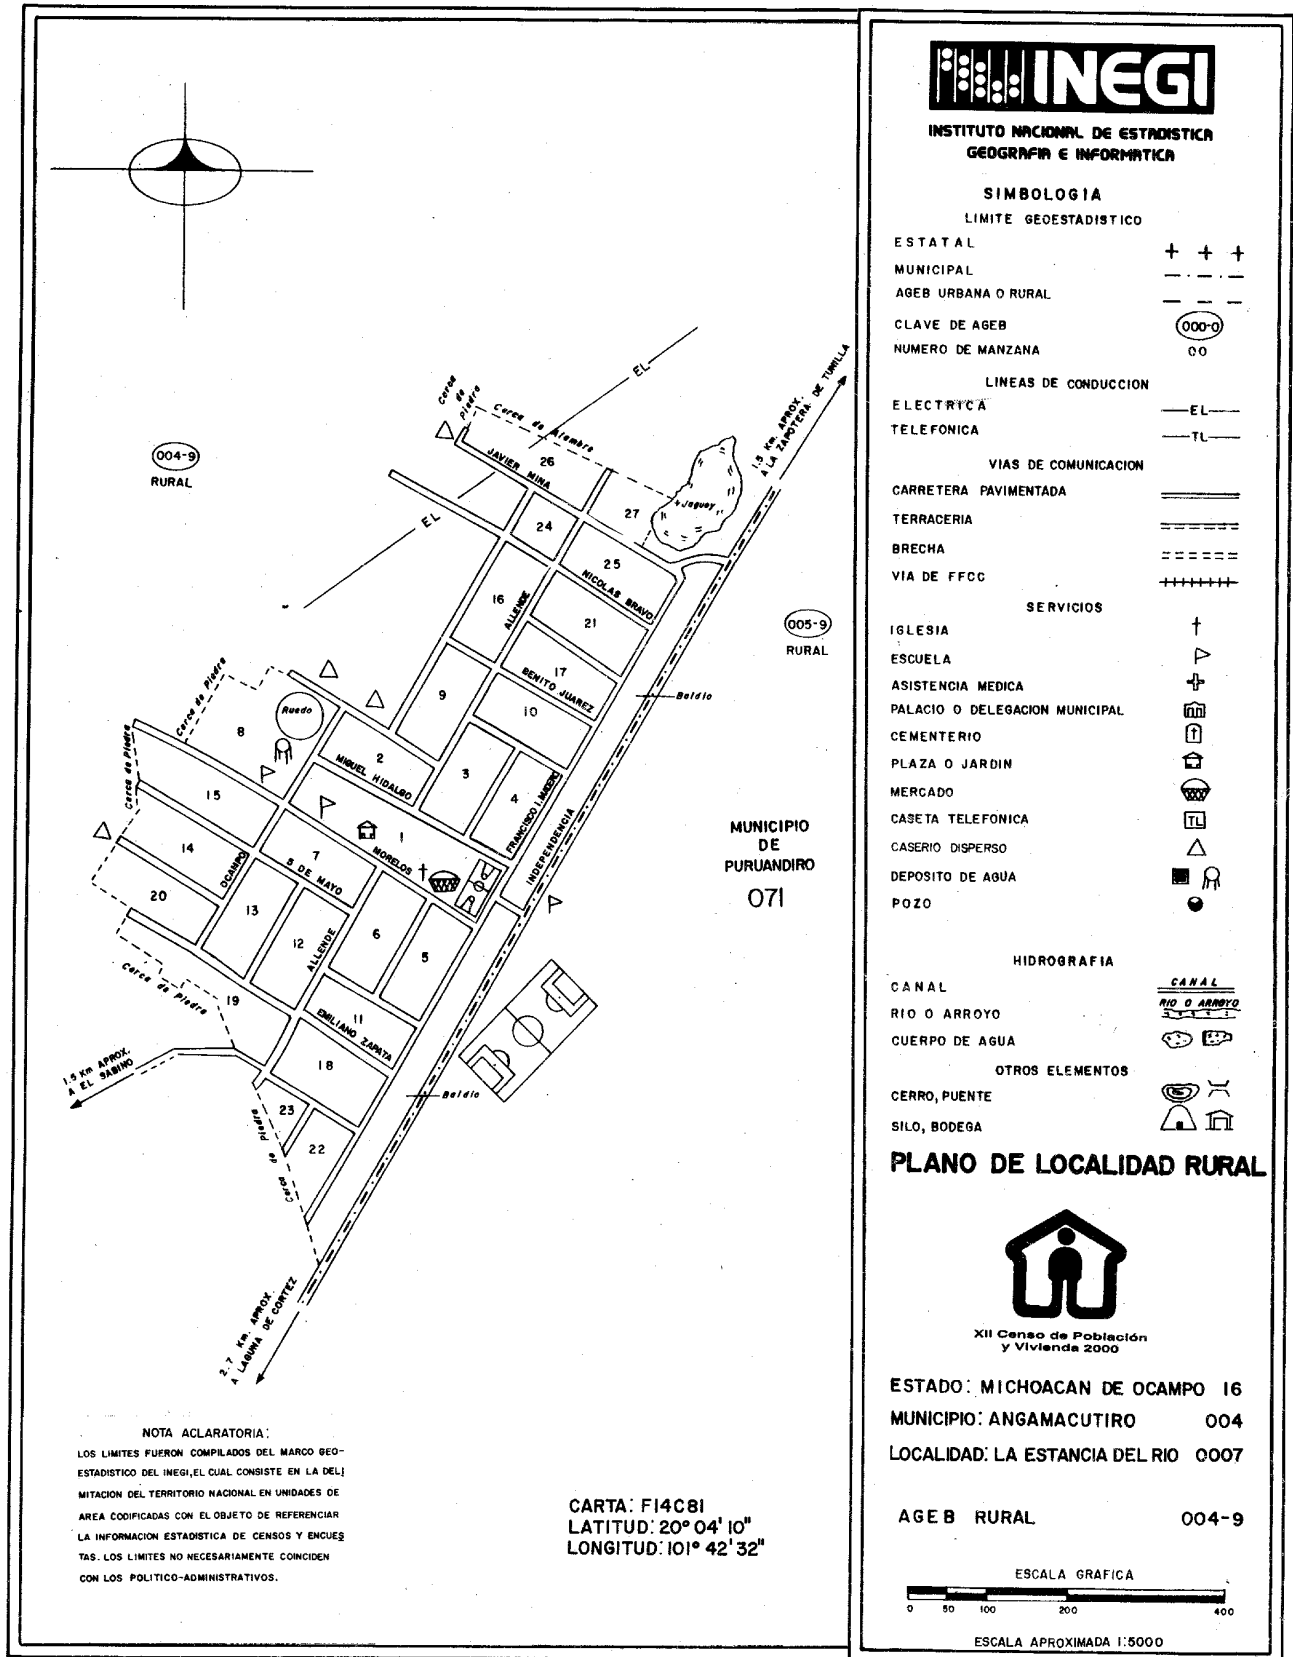 EL
EL
Cerca
de
Piedra
Cerca de Alambre
1.5 Km. APROX.
A LA ZAPOTERA DE TUMILLA
004-9
RURAL
26
JAVIER MINA
27
Jaguey
24
25
NICOLAS BRAVO
16
ALLENDE
21
005-9
RURAL
17
BENITO JUAREZ
Baldio
Cerca de Piedra
9
10
Ruedo
8
2
MIGUEL HIDALGO
3
4
FRANCISCO I. MADERO
Cerca de Piedra
15
1
MORELOS
INDEPENDENCIA
MUNICIPIO
DE
PURUANDIRO
071
14
7
5 DE MAYO
OCAMPO
20
13
12
ALLENDE
6
5
Cerca de Piedra
19
11
EMILIANO ZAPATA
18
1.5 Km APROX.
A EL SABINO
Baldio
23
22
Cerca de Piedra
2.7 Km. APROX.
A LAGUNA DE CORTEZ
NOTA ACLARATORIA:
LOS LIMITES FUERON COMPILADOS DEL MARCO GEO-
ESTADISTICO DEL INEGI, EL CUAL CONSISTE EN LA DELI
MITACION DEL TERRITORIO NACIONAL EN UNIDADES DE
AREA CODIFICADAS CON EL OBJETO DE REFERENCIAR
LA INFORMACION ESTADISTICA DE CENSOS Y ENCUES
TAS. LOS LIMITES NO NECESARIAMENTE COINCIDEN
CON LOS POLITICO-ADMINISTRATIVOS.
CARTA: F14C81
LATITUD: 20° 04' 10"
LONGITUD: 101° 42' 32"
INEGI
INSTITUTO NACIONAL DE ESTADISTICA
GEOGRAFIA E INFORMATICA
SIMBOLOGIA
LIMITE GEOESTADISTICO
ESTATAL
MUNICIPAL
AGEB URBANA O RURAL
CLAVE DE AGEB 000-0
NUMERO DE MANZANA 00
LINEAS DE CONDUCCION
ELECTRICA EL
TELEFONICA TL
VIAS DE COMUNICACION
CARRETERA PAVIMENTADA
TERRACERIA
BRECHA
VIA DE FFCC
SERVICIOS
IGLESIA
ESCUELA
ASISTENCIA MEDICA
PALACIO O DELEGACION MUNICIPAL
CEMENTERIO
PLAZA O JARDIN
MERCADO
CASETA TELEFONICA TL
CASERIO DISPERSO
DEPOSITO DE AGUA
POZO
HIDROGRAFIA
CANAL CANAL
RIO O ARROYO RIO O ARROYO
CUERPO DE AGUA
OTROS ELEMENTOS
CERRO, PUENTE
SILO, BODEGA
PLANO DE LOCALIDAD RURAL
XII Censo de Población
y Vivienda 2000
ESTADO: MICHOACAN DE OCAMPO 16
MUNICIPIO: ANGAMACUTIRO 004
LOCALIDAD: LA ESTANCIA DEL RIO 0007
AGEB RURAL 004-9
ESCALA GRAFICA
0 50 100 200 400
ESCALA APROXIMADA 1:5000